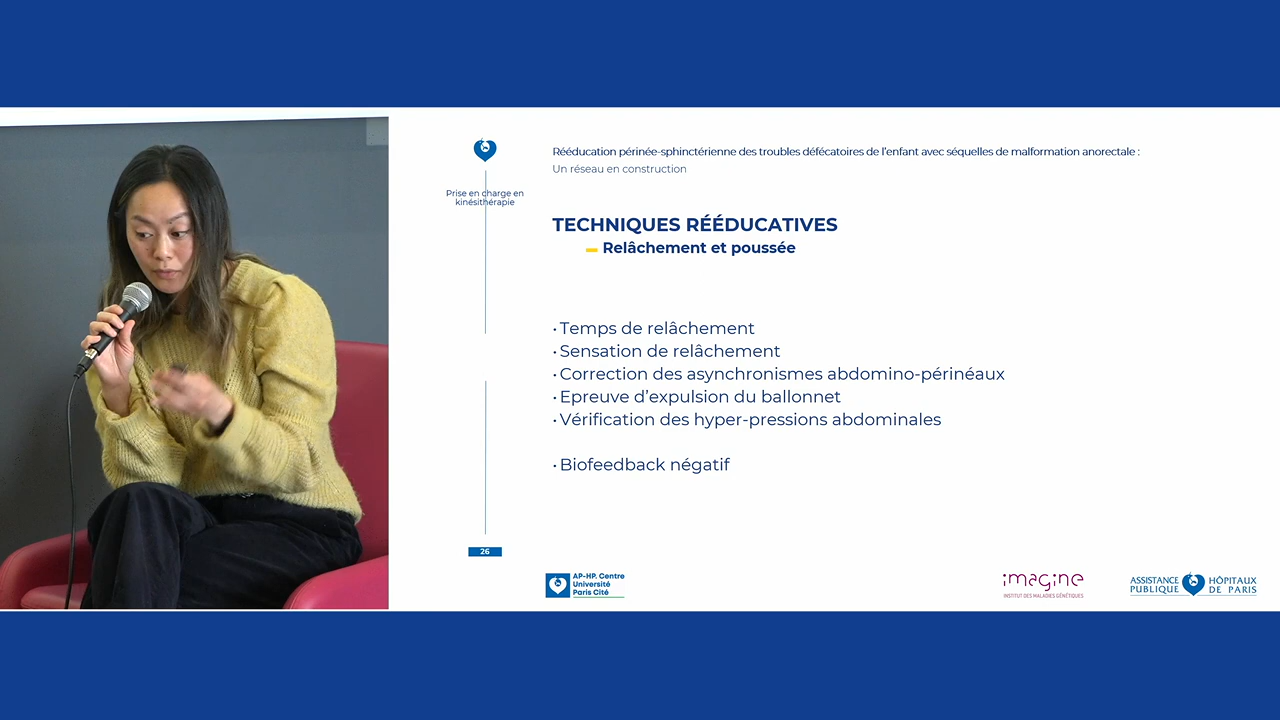 Rééducation périnée-sphinctérienne des troubles défécatoires de l'enfant avec séquelles de malformation anorectale :
Un réseau en construction
Prise en charge en
kinésithérapie
TECHNIQUES RÉÉDUCATIVES
Relâchement et poussée
• Temps de relâchement
• Sensation de relâchement
• Correction des asynchronismes abdomino-périnéaux
• Epreuve d'expulsion du ballonnet
• Vérification des hyper-pressions abdominales
• Biofeedback négatif
26
AP-HP. Centre
Université
Paris Cité
imagine
INSTITUT DES MALADIES GÉNÉTIQUES
ASSISTANCE PUBLIQUE
HÔPITAUX DE PARIS